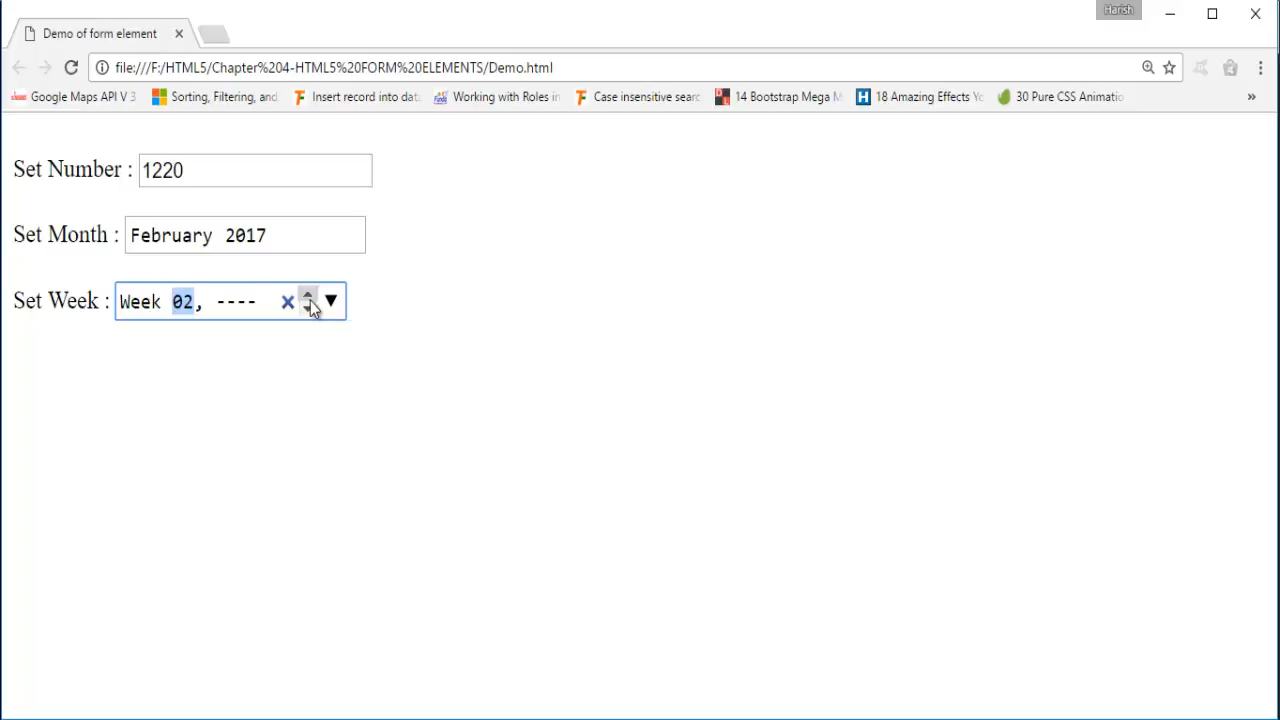 Harish
Demo of form element
file:///F:/HTML5/Chapter%204-HTML5%20FORM%20ELEMENTS/Demo.html
Google Maps API V 3 Sorting, Filtering, and Insert record into dat Working with Roles in Case insensitive sear 14 Bootstrap Mega M 18 Amazing Effects Yo 30 Pure CSS Animatio »
Set Number : 1220
Set Month : February 2017
Set Week : Week 02, ----